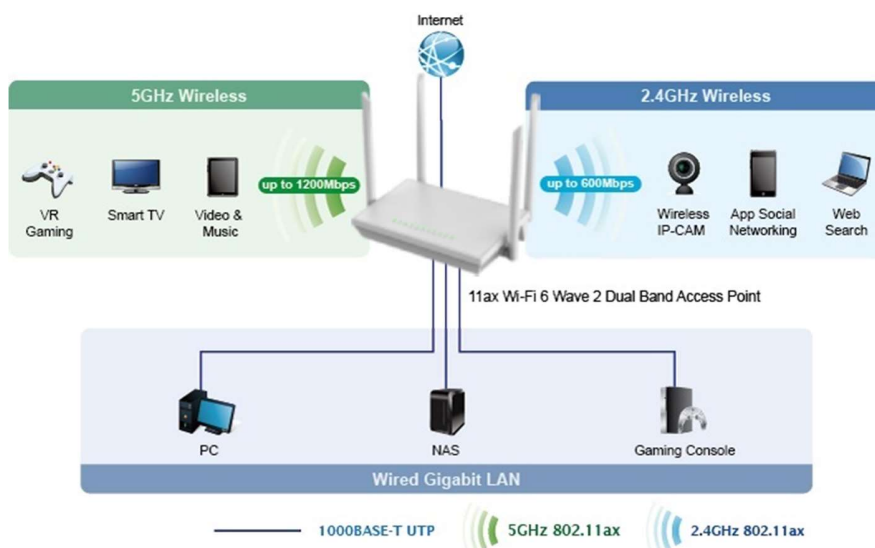 Internet
5GHz Wireless
2.4GHz Wireless
up to 1200Mbps
up to 600Mbps
VR
Gaming
Smart TV
Video &
Music
Wireless
IP-CAM
App Social
Networking
Web
Search
11ax Wi-Fi 6 Wave 2 Dual Band Access Point
PC
NAS
Gaming Console
Wired Gigabit LAN
1000BASE-T UTP
5GHz 802.11ax
2.4GHz 802.11ax